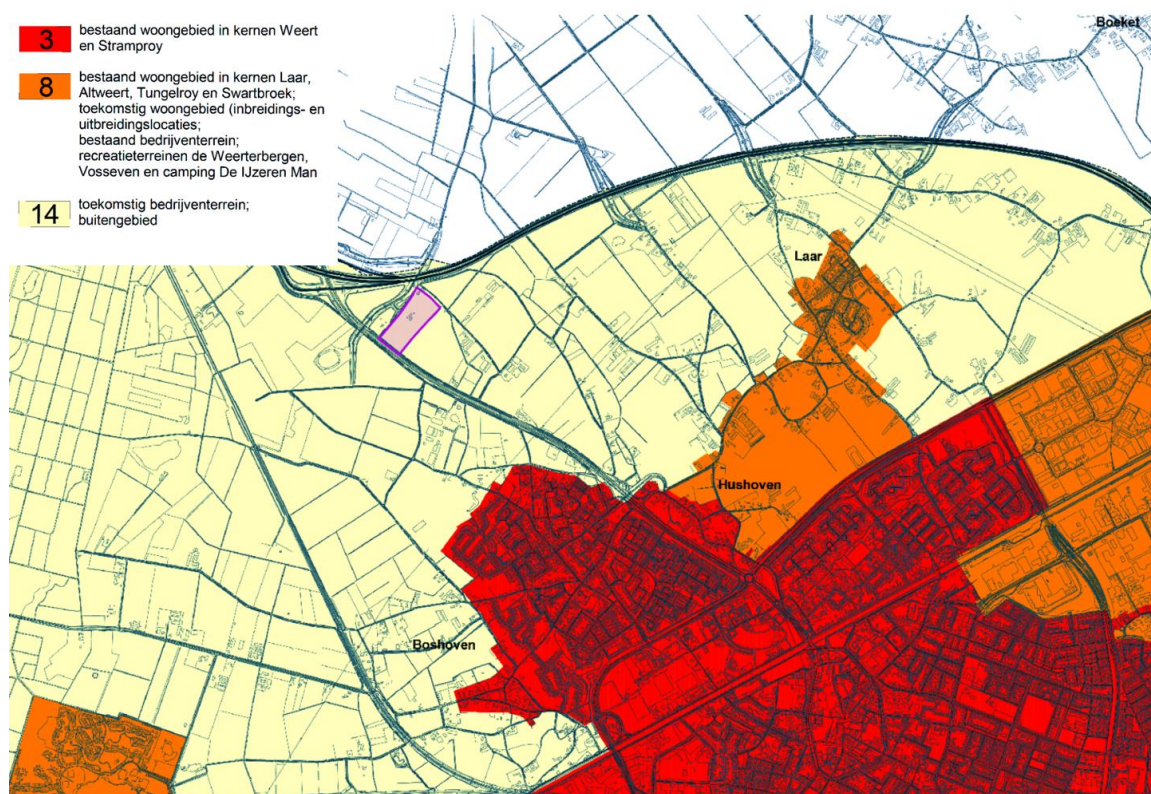 3
bestaand woongebied in kernen Weert
en Stramproy
8
bestaand woongebied in kernen Laar,
Altweert, Tungelroy en Swartbroek;
toekomstig woongebied (inbreidings- en
uitbreidingslocaties;
bestaand bedrijventerrein;
recreatieterreinen de Weerterbergen,
Vosseven en camping De IJzeren Man
14
toekomstig bedrijventerrein;
buitengebied
Boeket
Laar
Hushoven
Boshoven